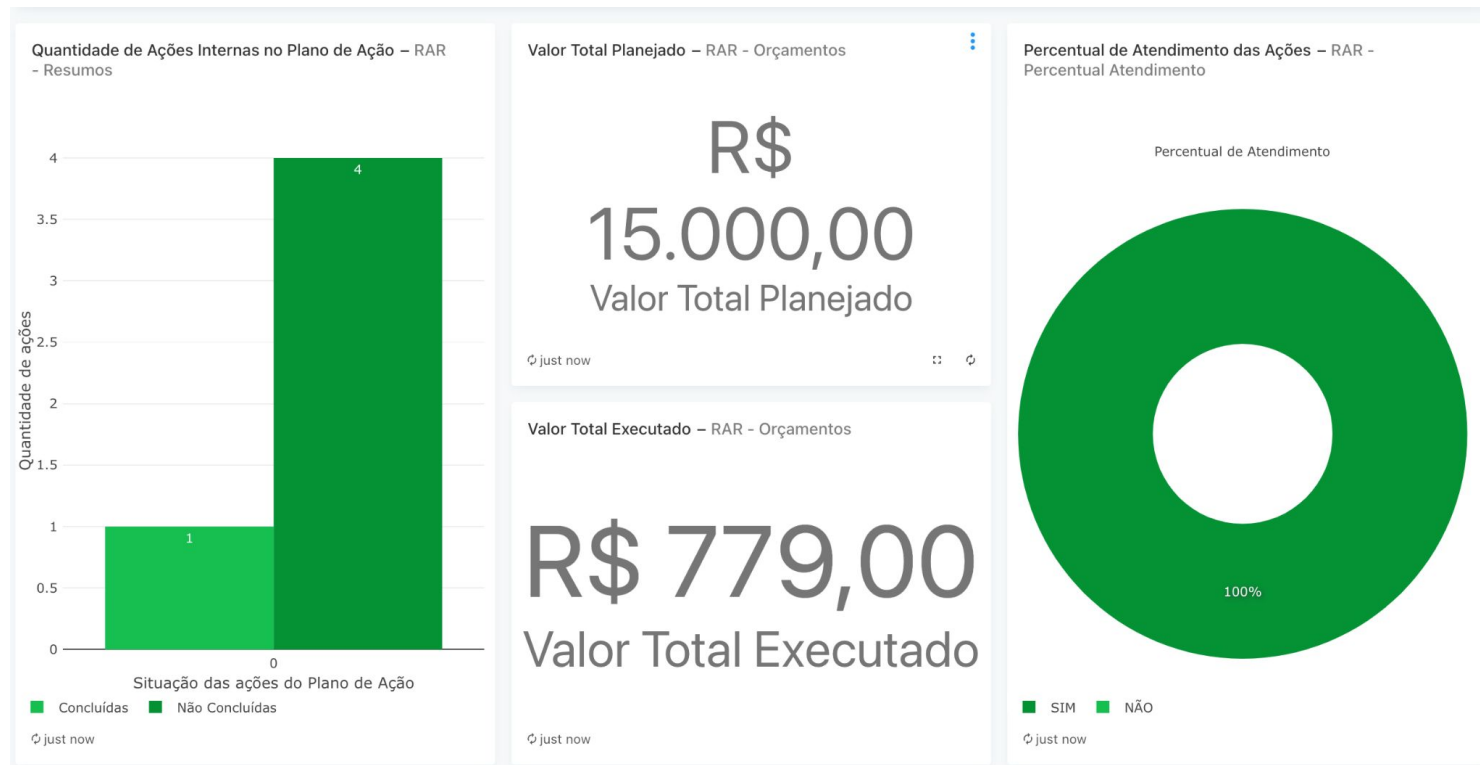 Quantidade de Ações Internas no Plano de Ação – RAR
- Resumos
4
3.5
3
2.5
2
1.5
1
0.5
0
Quantidade de ações
4
1
0
Situação das ações do Plano de Ação
Concluídas
Não Concluídas
just now
Valor Total Planejado – RAR - Orçamentos
R$
15.000,00
Valor Total Planejado
just now
Valor Total Executado – RAR - Orçamentos
R$ 779,00
Valor Total Executado
just now
Percentual de Atendimento das Ações – RAR -
Percentual Atendimento
Percentual de Atendimento
100%
SIM
NÃO
just now